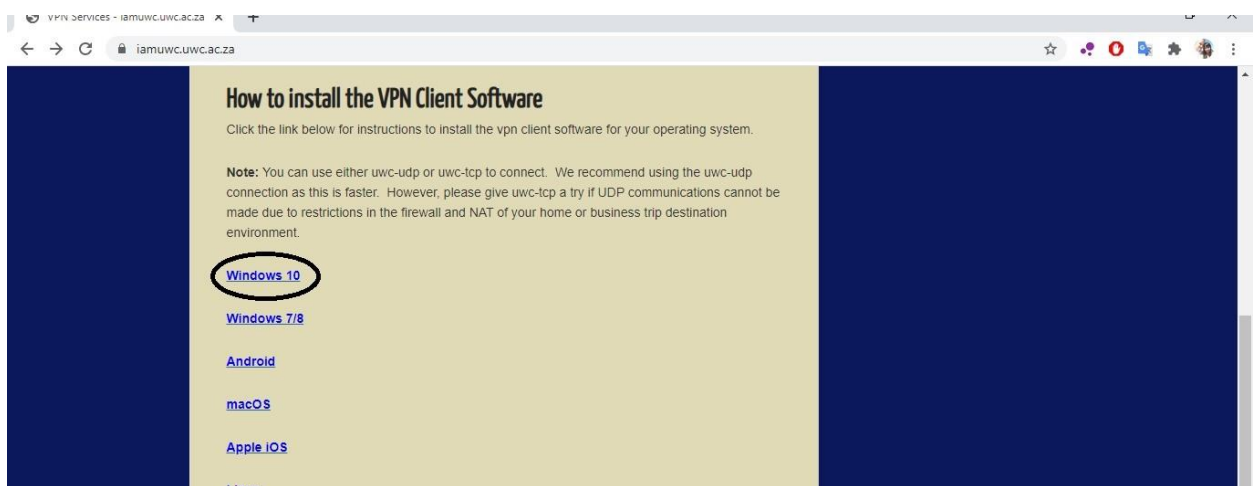 VPN Services - iamuwc.uwc.ac.za
iamuwc.uwc.ac.za
How to install the VPN Client Software
Click the link below for instructions to install the vpn client software for your operating system.
Note: You can use either uwc-udp or uwc-tcp to connect. We recommend using the uwc-udp
connection as this is faster. However, please give uwc-tcp a try if UDP communications cannot be
made due to restrictions in the firewall and NAT of your home or business trip destination
environment.
Windows 10
Windows 7/8
Android
macOS
Apple iOS